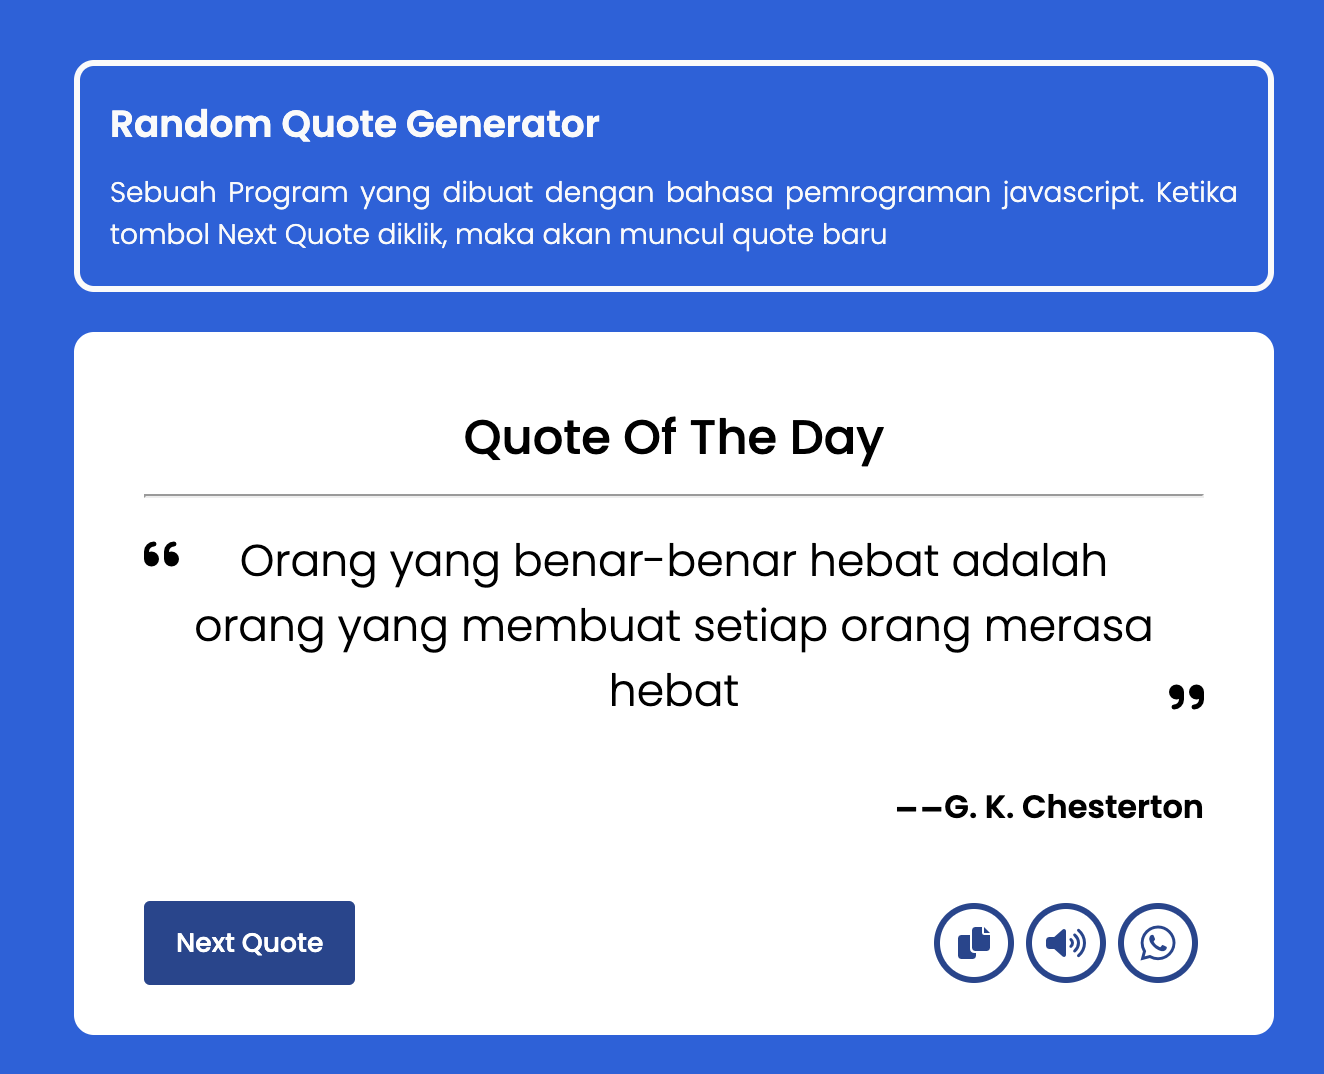 Random Quote Generator
Sebuah Program yang dibuat dengan bahasa pemrograman javascript. Ketika
tombol Next Quote diklik, maka akan muncul quote baru
Quote Of The Day
“ Orang yang benar-benar hebat adalah
orang yang membuat setiap orang merasa
hebat ”
--G. K. Chesterton
Next Quote